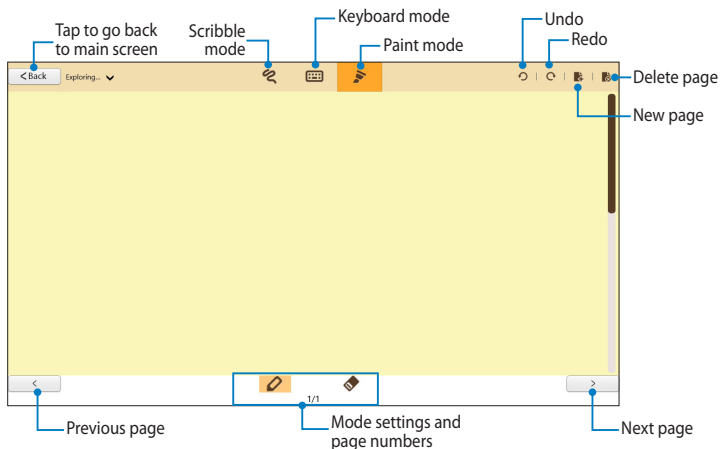 Tap to go back
to main screen
Scribble
mode
Keyboard mode
Paint mode
Undo
Redo
< Back
Exploring...
Delete page
New page
<
1/1
>
Previous page
Mode settings and
page numbers
Next page